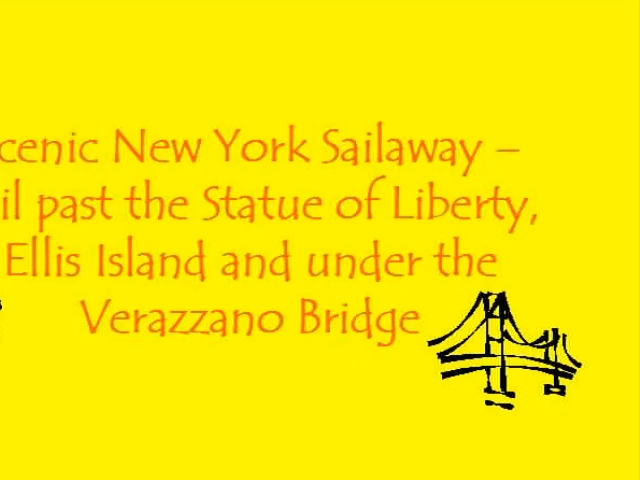 cenic New York Sailaway –
il past the Statue of Liberty,
Ellis Island and under the
Verazzano Bridge